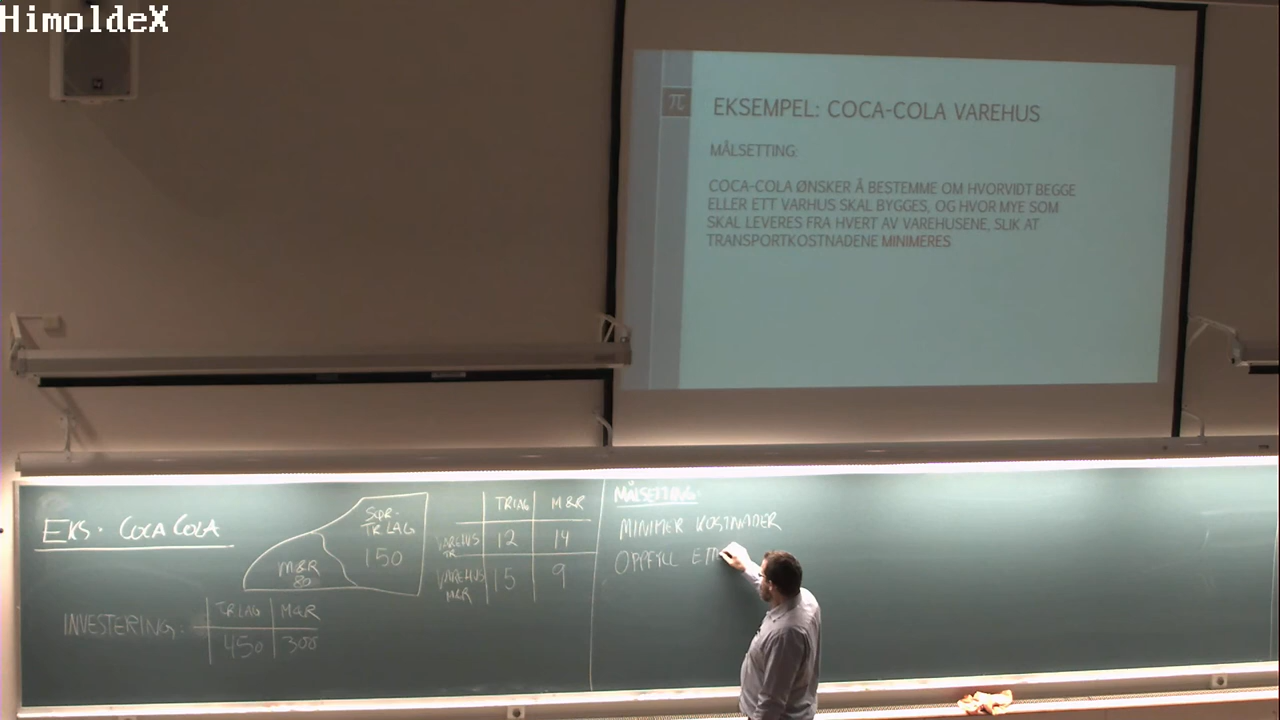 HimoldeX
π
EKSEMPEL: COCA-COLA VAREHUS
MÅLSETTING:
COCA-COLA ØNSKER Å BESTEMME OM HVORVIDT BEGGE
ELLER ETT VARHUS SKAL BYGGES, OG HVOR MYE SOM
SKAL LEVERES FRA HVERT AV VAREHUSENE, SLIK AT
TRANSPORTKOSTNADENE MINIMERES
EKS: COCA COLA
SØR-
TR.LAG
150
M&R
80
INVESTERING:
TR.LAG M&R
450 300
TR.LAG M&R
VAREHUS TR 12 14
VAREHUS M&R 15 9
MÅLSETTING:
MINIMER KOSTNADER
OPPFYLL ETT